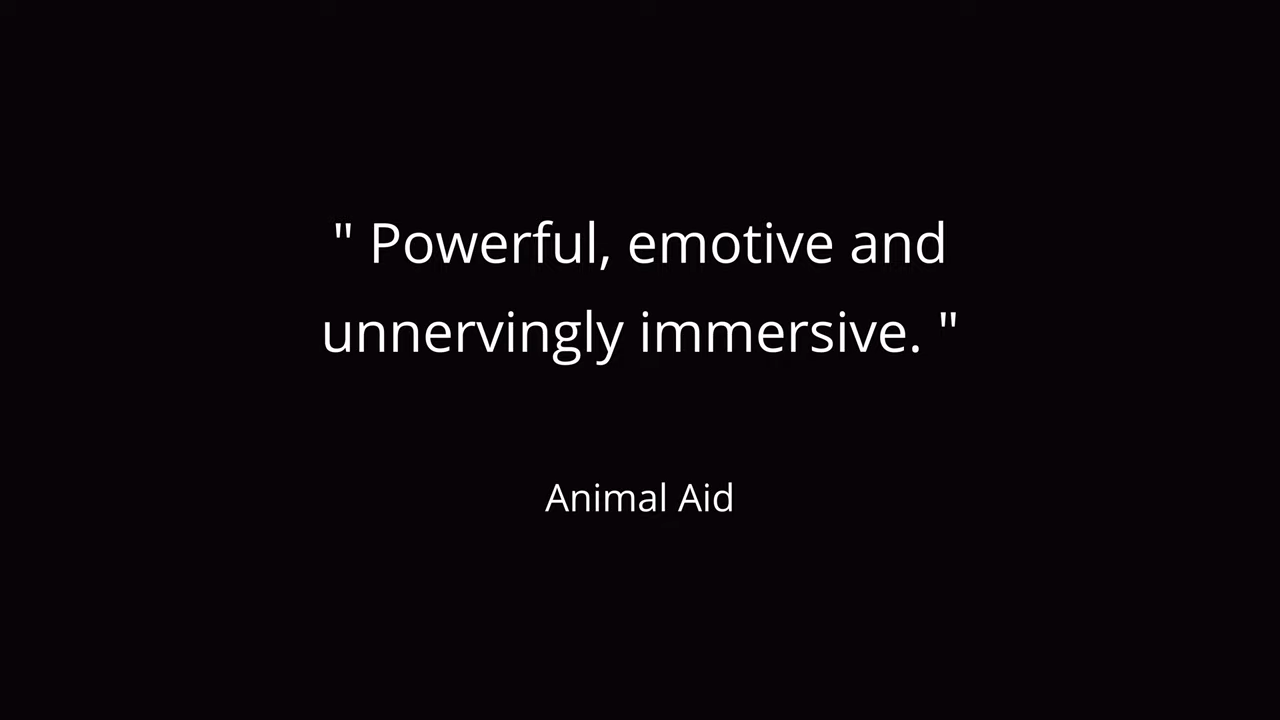 " Powerful, emotive and
unnervingly immersive. "
Animal Aid